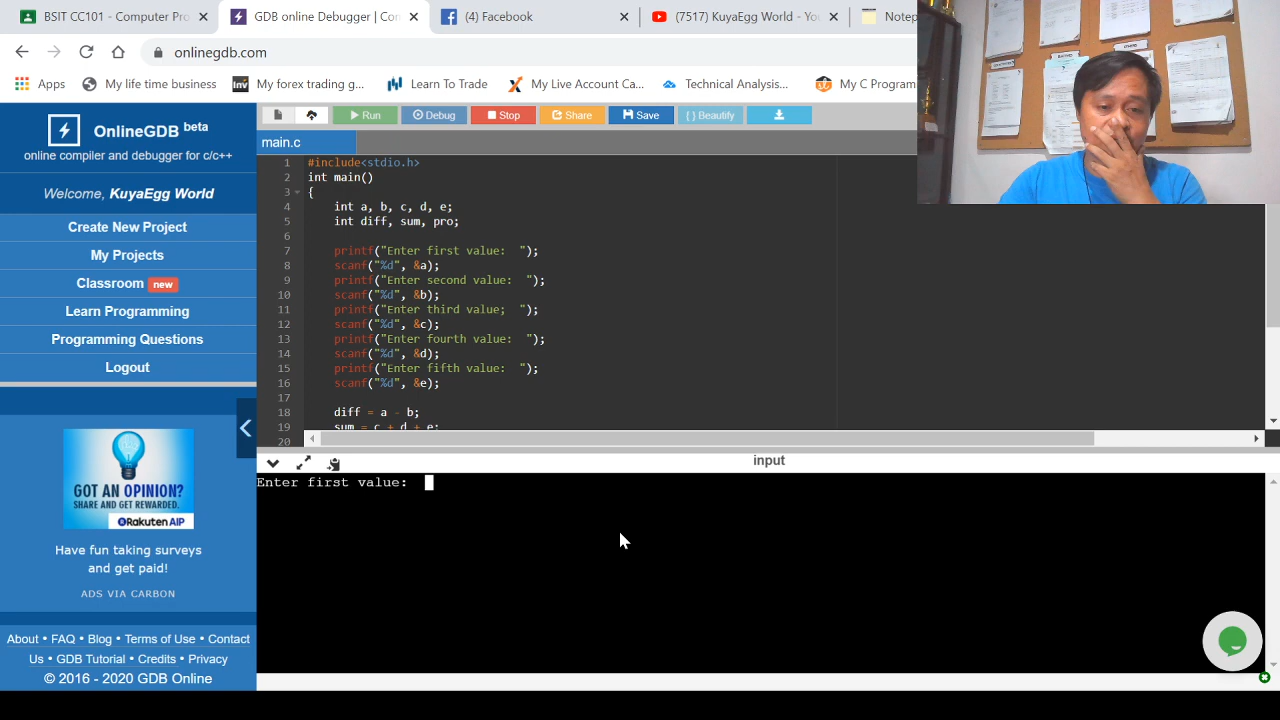 BSIT CC101 - Computer Pro
GDB online Debugger | Con
(4) Facebook
(7517) KuyaEgg World - Yo
Notep
onlinegdb.com
Apps
My life time business
My forex trading g...
Learn To Trade
My Live Account Ca...
Technical Analysis...
My C Program
OnlineGDB beta
online compiler and debugger for c/c++
Welcome, KuyaEgg World
Create New Project
My Projects
Classroom new
Learn Programming
Programming Questions
Logout
GOT AN OPINION?
SHARE AND GET REWARDED.
Rakuten AIP
Have fun taking surveys
and get paid!
ADS VIA CARBON
About • FAQ • Blog • Terms of Use • Contact
Us • GDB Tutorial • Credits • Privacy
© 2016 - 2020 GDB Online
Run
Debug
Stop
Share
Save
{ } Beautify
main.c
1 #include<stdio.h>
2 int main()
3 {
4 int a, b, c, d, e;
5 int diff, sum, pro;
6
7 printf("Enter first value:  ");
8 scanf("%d", &a);
9 printf("Enter second value:  ");
10 scanf("%d", &b);
11 printf("Enter third value;  ");
12 scanf("%d", &c);
13 printf("Enter fourth value:  ");
14 scanf("%d", &d);
15 printf("Enter fifth value:  ");
16 scanf("%d", &e);
17
18 diff = a - b;
19 sum = c + d + e;
20
input
Enter first value: